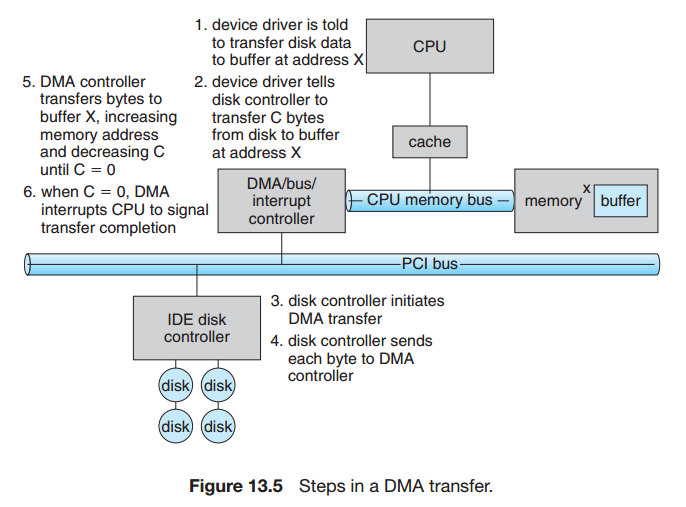 1. device driver is told
to transfer disk data
to buffer at address X
CPU
5. DMA controller
transfers bytes to
buffer X, increasing
memory address
and decreasing C
until C = 0
2. device driver tells
disk controller to
transfer C bytes
from disk to buffer
at address X
cache
6. when C = 0, DMA
interrupts CPU to signal
transfer completion
DMA/bus/
interrupt
controller
CPU memory bus
memory
X
buffer
PCI bus
IDE disk
controller
3. disk controller initiates
DMA transfer
4. disk controller sends
each byte to DMA
controller
disk
disk
disk
disk
Figure 13.5 Steps in a DMA transfer.